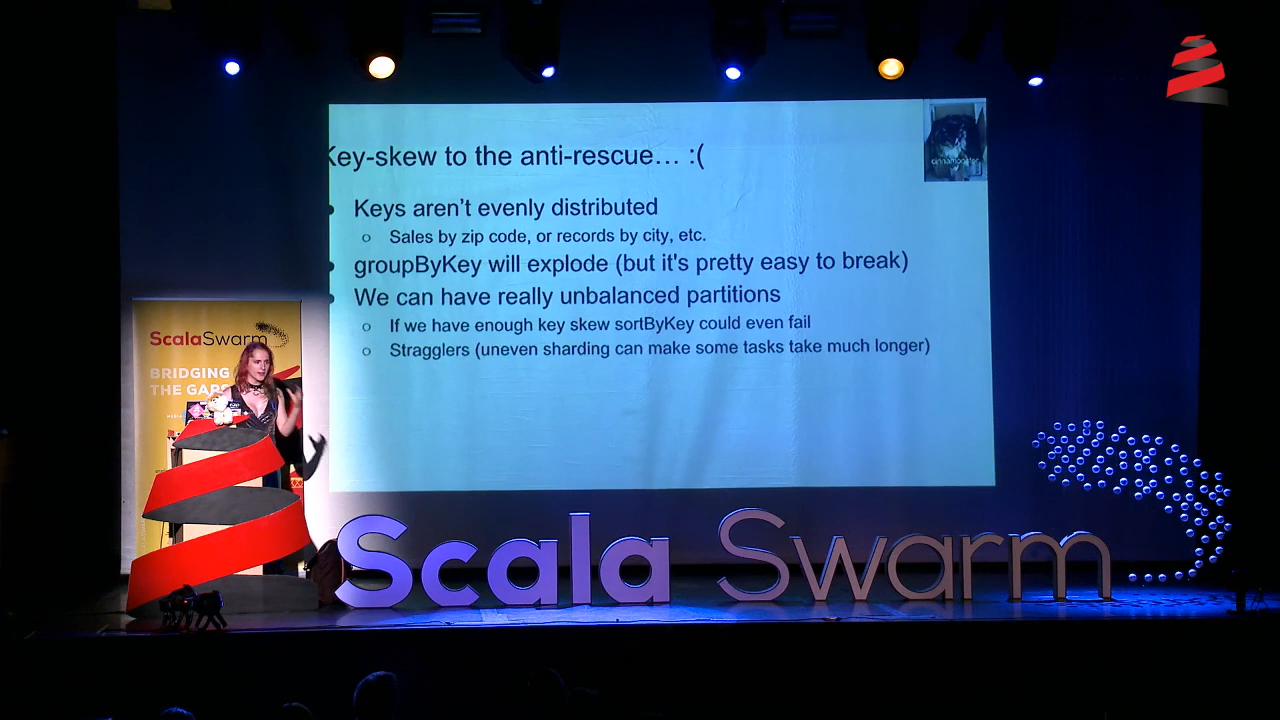 Key-skew to the anti-rescue… :(
cinnamonster
• Keys aren't evenly distributed
○ Sales by zip code, or records by city, etc.
• groupByKey will explode (but it's pretty easy to break)
• We can have really unbalanced partitions
○ If we have enough key skew sortByKey could even fail
○ Stragglers (uneven sharding can make some tasks take much longer)
ScalaSwarm
BRIDGING
THE GAPS
Scala Swarm